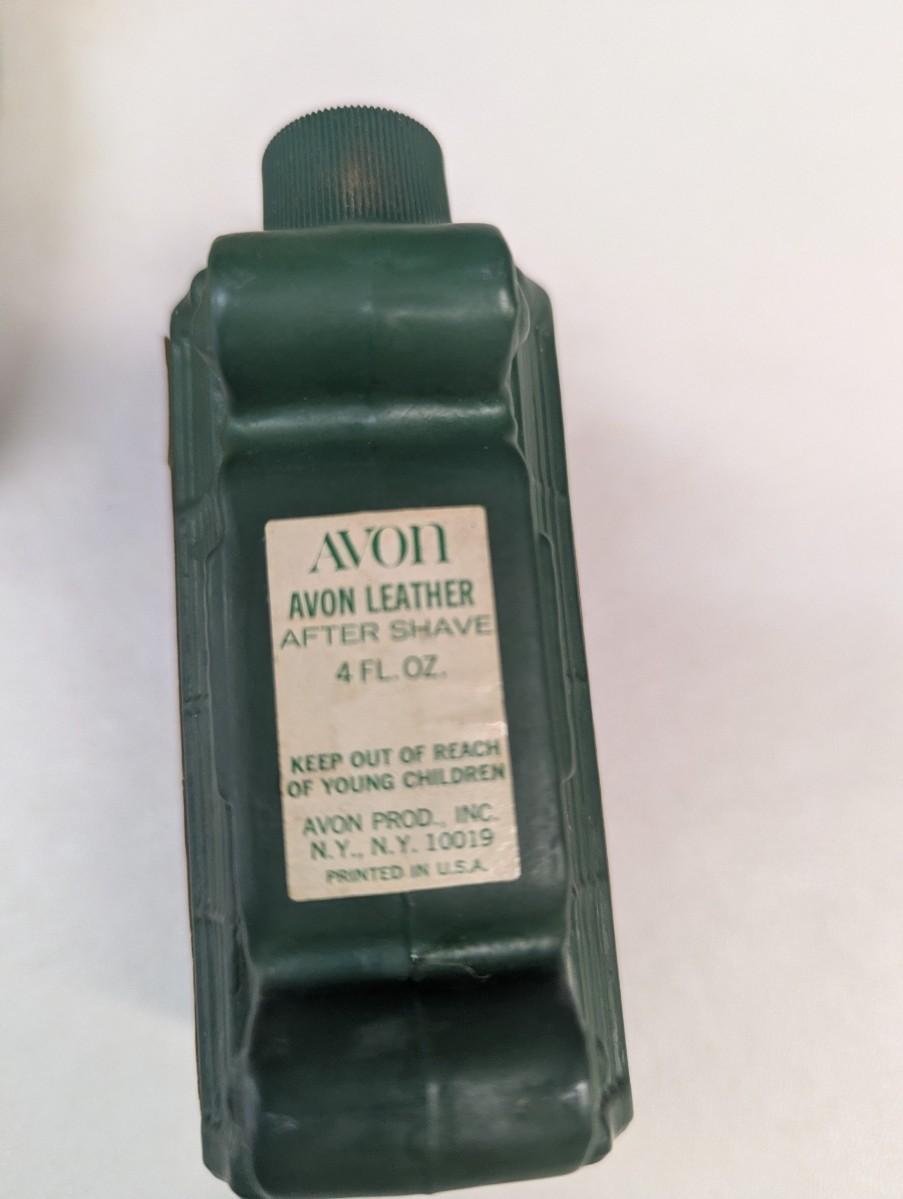 AVON
AVON LEATHER
AFTER SHAVE
4 FL. OZ.
KEEP OUT OF REACH
OF YOUNG CHILDREN
AVON PROD., INC.
N.Y., N.Y. 10019
PRINTED IN U.S.A.